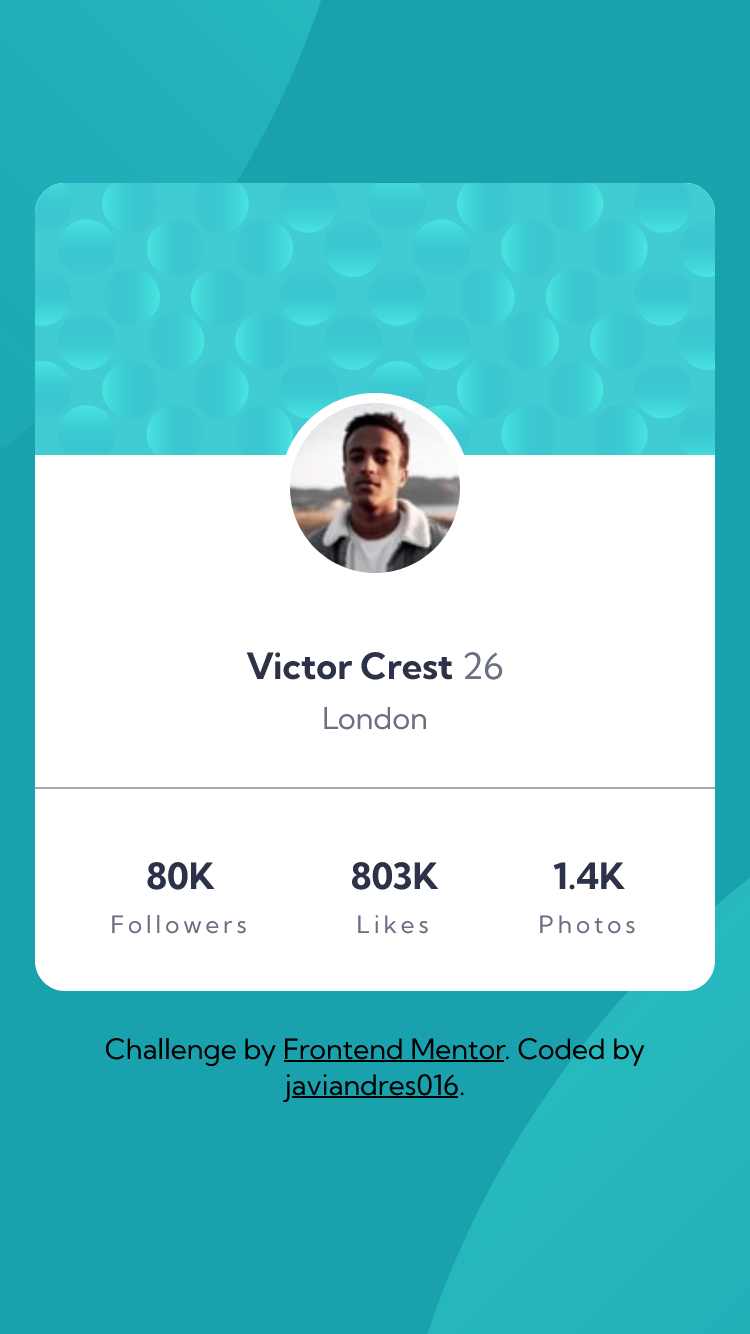 Victor Crest 26
London
80K 803K 1.4K
Followers Likes Photos
Challenge by Frontend Mentor. Coded by
javiandres016.